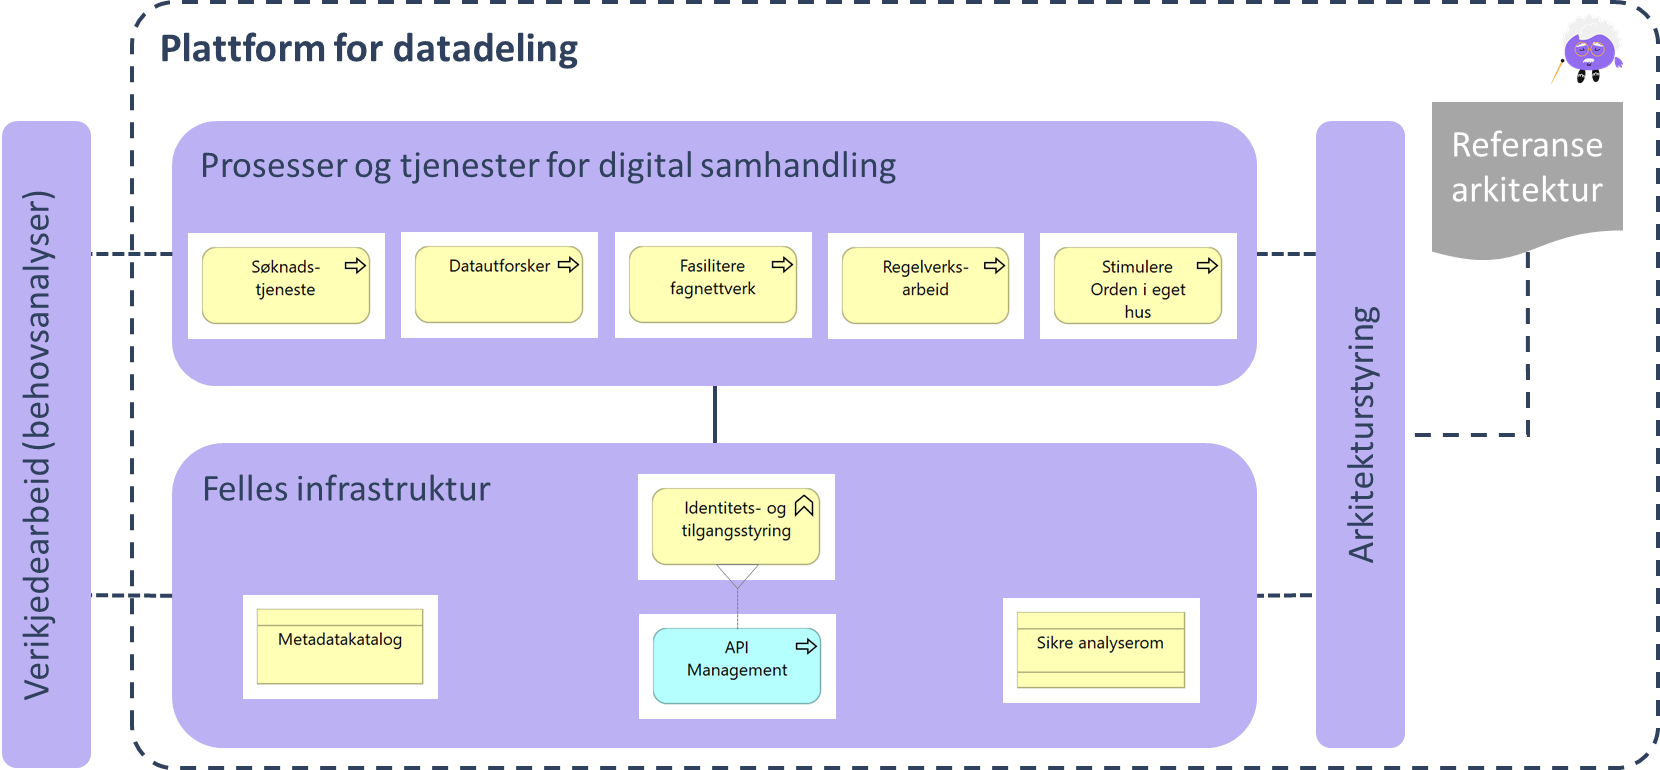 Plattform for datadeling
Verikjedearbeid (behovsanalyser)
Prosesser og tjenester for digital samhandling
Søknads-
tjeneste
Datautforsker
Fasilitere
fagnettverk
Regelverks-
arbeid
Stimulere
Orden i eget
hus
Felles infrastruktur
Identitets- og
tilgangsstyring
Metadatakatalog
API
Management
Sikre analyserom
Arkitekturstyring
Referanse
arkitektur